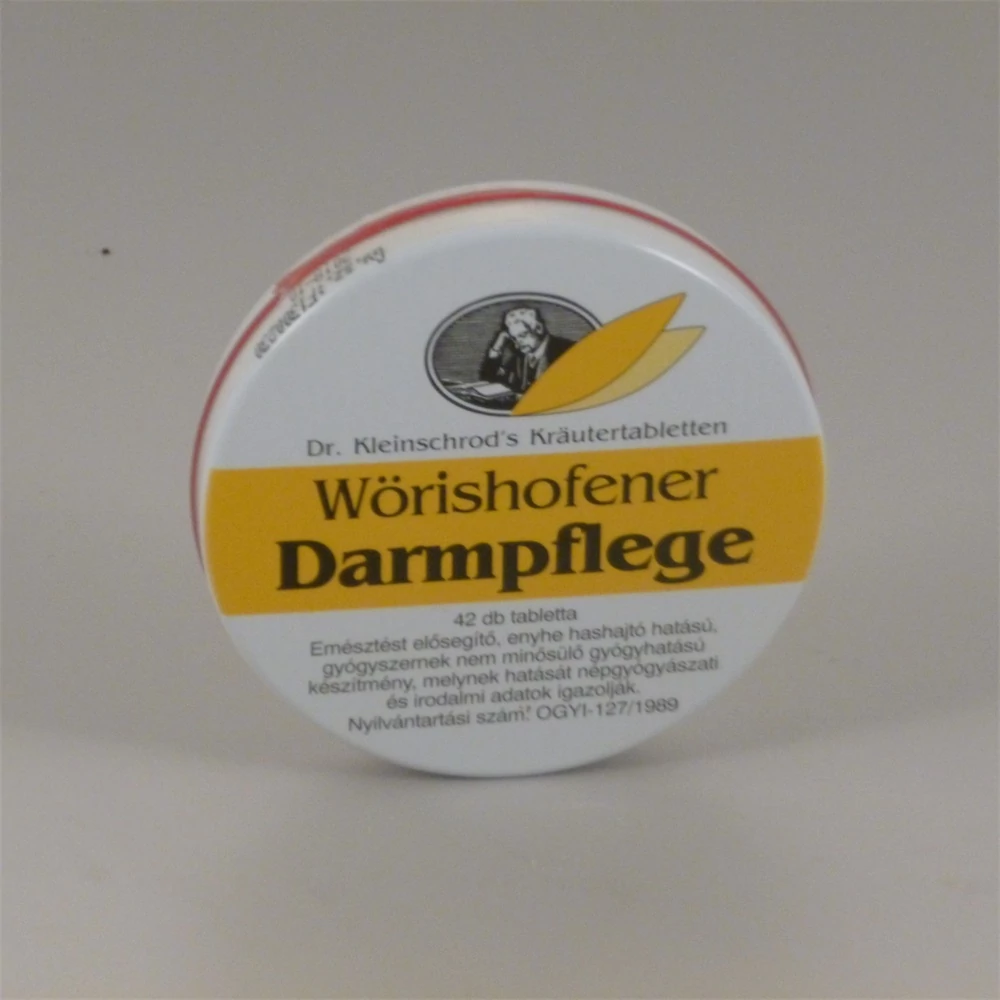 Dr. Kleinschrod's Kräutertabletten
Wörishofener
Darmpflege
42 db tabletta
Emésztést elősegítő, enyhe hashajtó hatású,
gyógyszernek nem minősülő gyógyhatású
készítmény, melynek hatását népgyógyászati
és irodalmi adatok igazolják.
Nyilvántartási szám: OGYI-127/1989